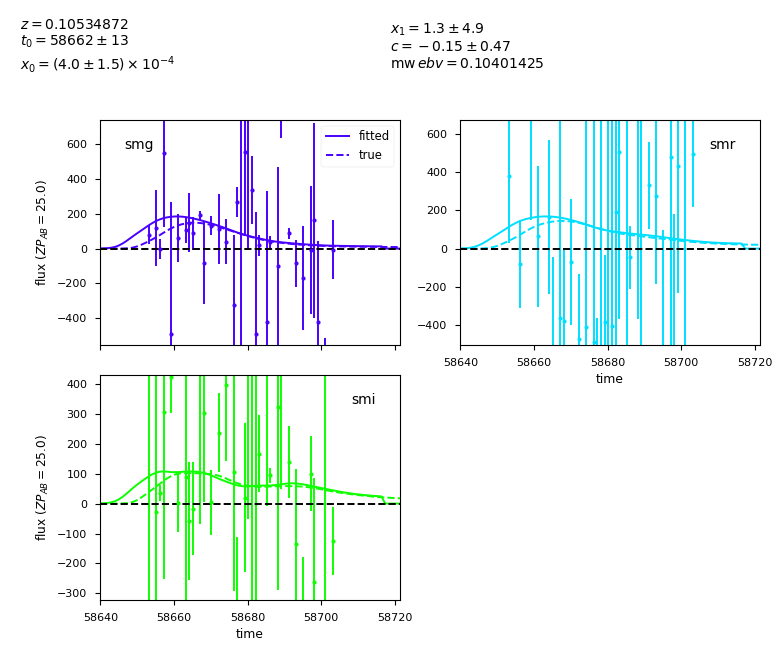 z = 0.10534872
t₀ = 58662 ± 13
x₀ = (4.0 ± 1.5) × 10⁻⁴
x₁ = 1.3 ± 4.9
c = −0.15 ± 0.47
mw ebv = 0.10401425
smg
fitted
true
600
400
200
0
−200
−400
flux (ZP_AB = 25.0)
smr
600
400
200
0
−200
−400
58640 58660 58680 58700 58720
time
smi
400
300
200
100
0
−100
−200
−300
flux (ZP_AB = 25.0)
58640 58660 58680 58700 58720
time